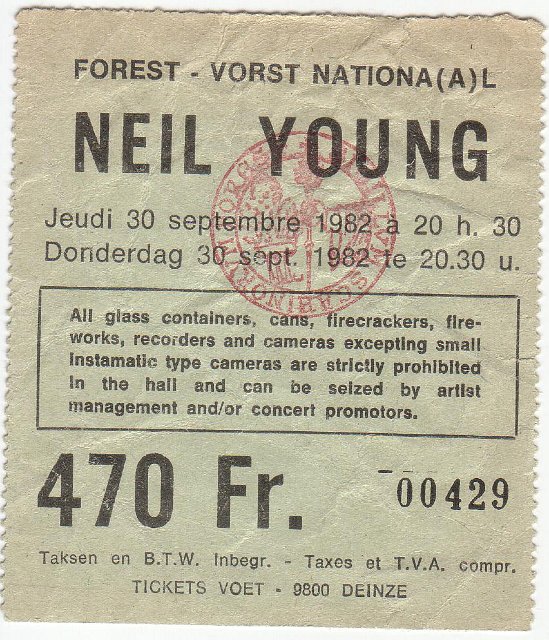 FOREST - VORST NATIONA(A)L
NEIL YOUNG
Jeudi 30 septembre 1982 à 20 h. 30
Donderdag 30 sept. 1982 te 20.30 u.
All glass containers, cans, firecrackers, fire-
works, recorders and cameras excepting small
instamatic type cameras are strictly prohibited
in the hall and can be seized by artist
management and/or concert promotors.
470 Fr.
00429
Taksen en B.T.W. Inbegr. - Taxes et T.V.A. compr.
TICKETS VOET - 9800 DEINZE